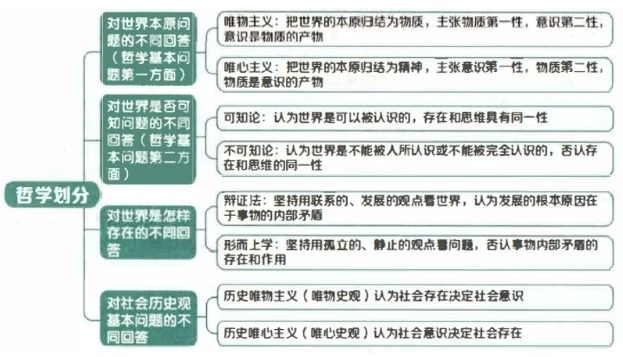 哲学划分
对世界本原问
题的不同回答
（哲学基本问
题第一方面）
唯物主义：把世界的本原归结为物质，主张物质第一性，意识第二性，
意识是物质的产物
唯心主义：把世界的本原归结为精神，主张意识第一性，物质第二性，
物质是意识的产物
对世界是否可
知问题的不同
回答（哲学基
本问题第二方
面）
可知论：认为世界是可以被认识的，存在和思维具有同一性
不可知论：认为世界是不能被人所认识或不能被完全认识的，否认存
在和思维的同一性
对世界是怎样
存在的不同回
答
辩证法：坚持用联系的、发展的观点看世界，认为发展的根本原因在
于事物的内部矛盾
形而上学：坚持用孤立的、静止的观点看问题，否认事物内部矛盾的
存在和作用
对社会历史观
基本问题的不
同回答
历史唯物主义（唯物史观）认为社会存在决定社会意识
历史唯心主义（唯心史观）认为社会意识决定社会存在